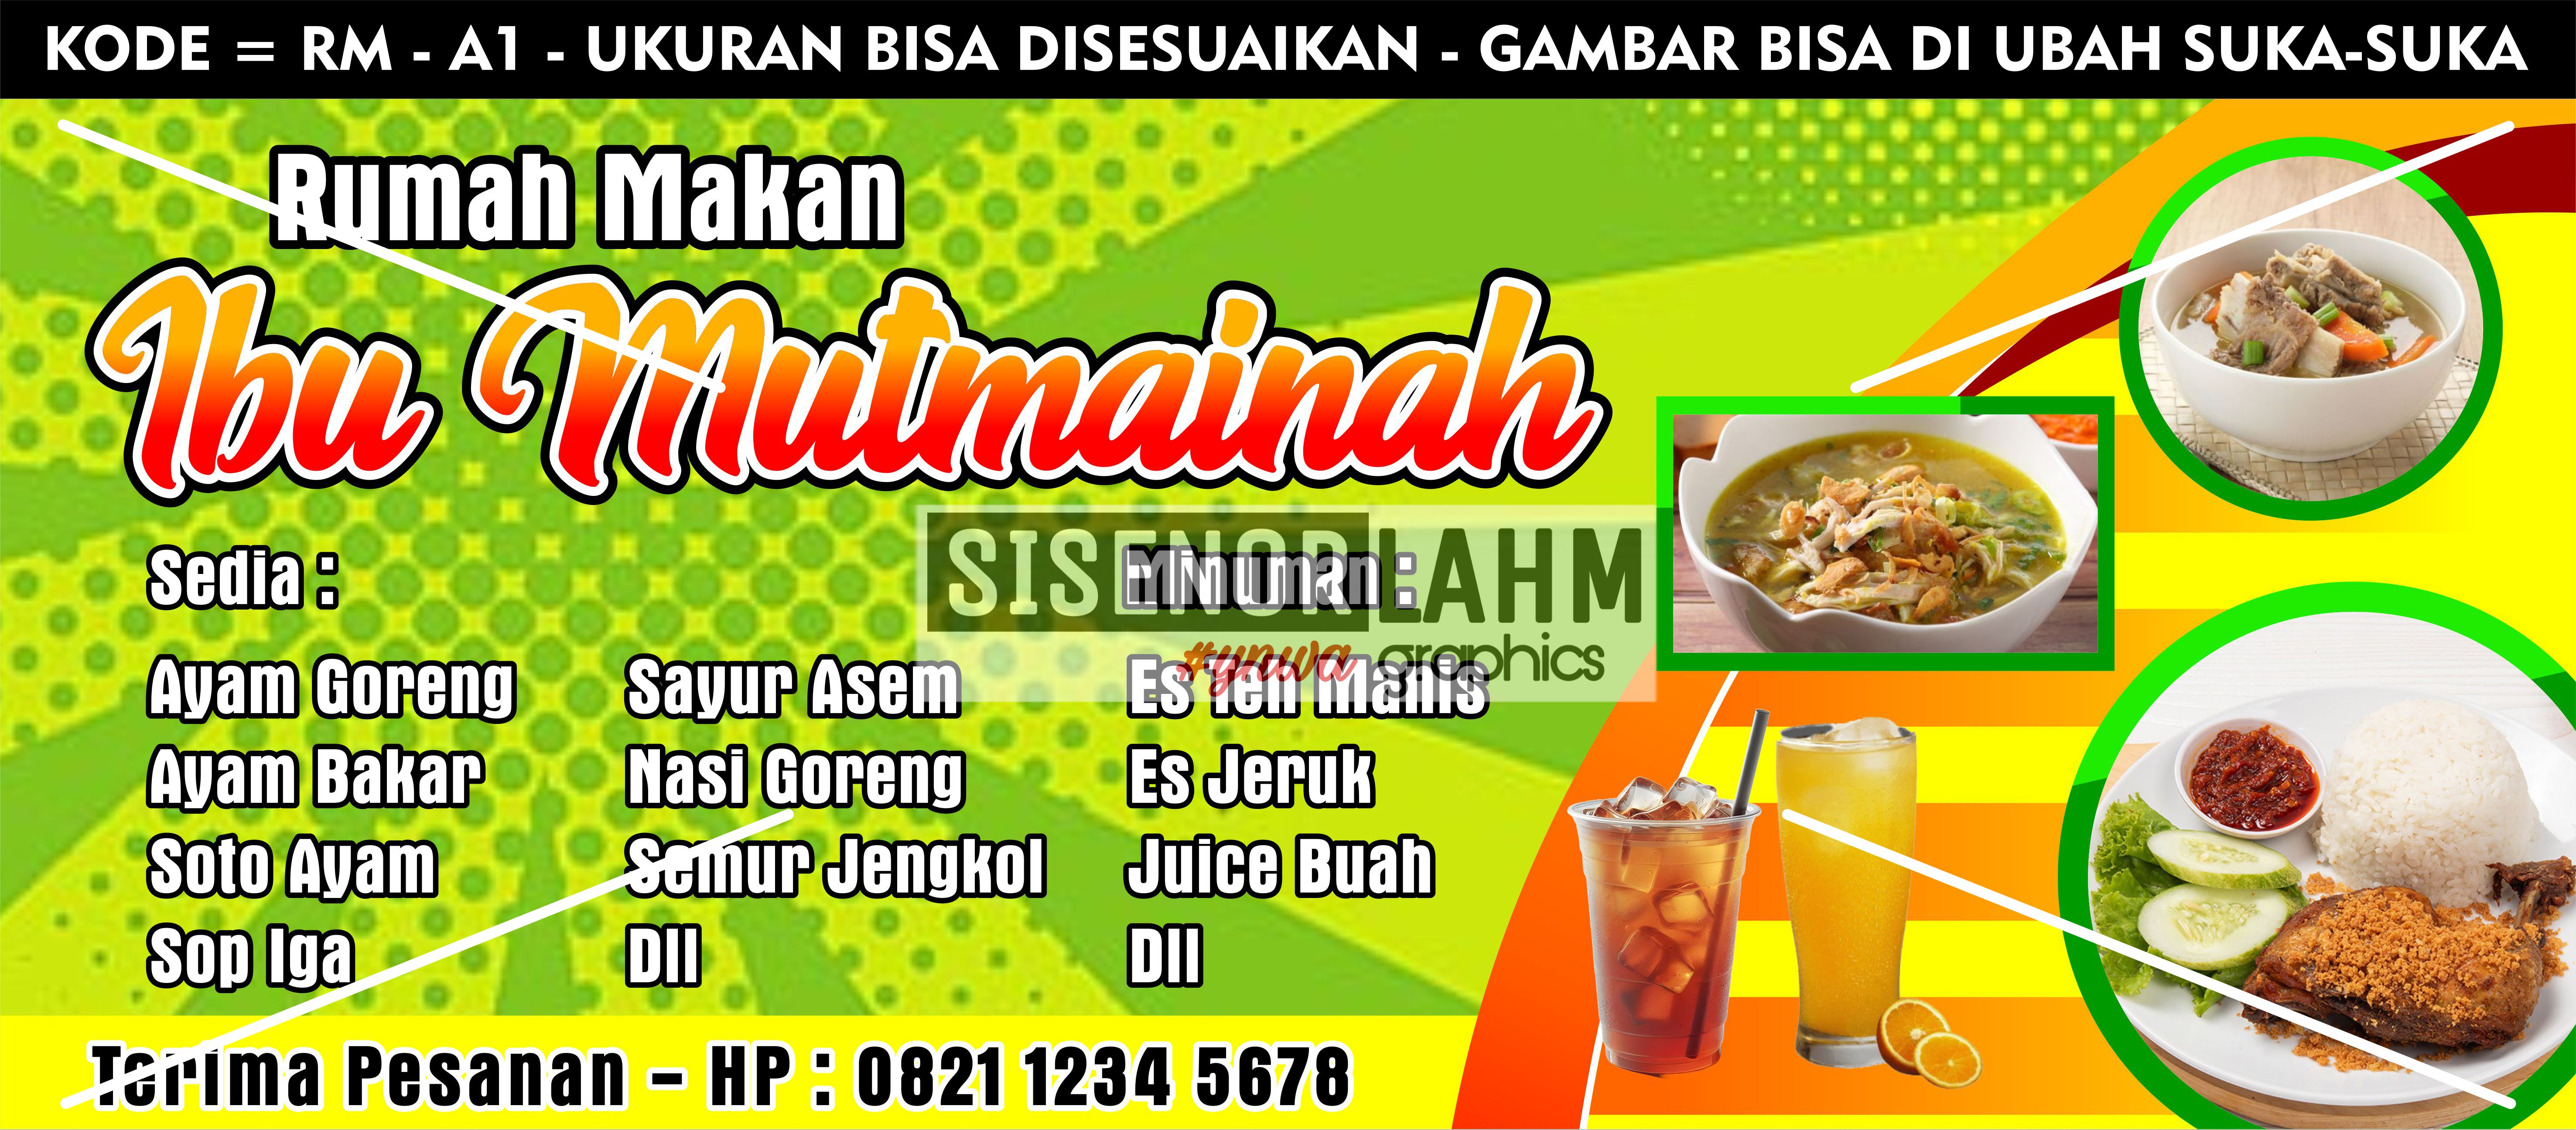 KODE = RM - A1 - UKURAN BISA DISESUAIKAN - GAMBAR BISA DI UBAH SUKA-SUKA
Rumah Makan
Ibu Mutmainah
Sedia :
Ayam Goreng
Ayam Bakar
Soto Ayam
Sop Iga
Sayur Asem
Nasi Goreng
Semur Jengkol
Dll
Minuman :
Es Teh Manis
Es Jeruk
Juice Buah
Dll
SISENORLAHM
#ynwa graphics
Terima Pesanan – HP : 0821 1234 5678